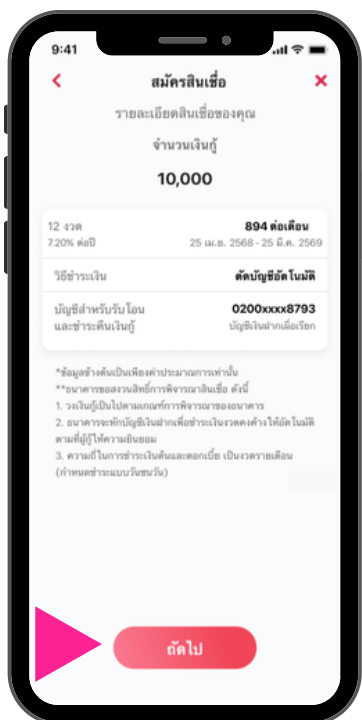 9:41
สมัครสินเชื่อ
รายละเอียดสินเชื่อของคุณ
จำนวนเงินกู้
10,000
12 งวด 894 ต่อเดือน
7.20% ต่อปี 25 เม.ย. 2568 - 25 มี.ค. 2569
วิธีชำระเงิน ตัดบัญชีอัตโนมัติ
บัญชีสำหรับรับโอน 0200xxxx8793
และชำระคืนเงินกู้ บัญชีเงินฝากเผื่อเรียก
*ข้อมูลข้างต้นเป็นเพียงค่าประมาณการเท่านั้น
**ธนาคารขอสงวนสิทธิ์การพิจารณาสินเชื่อ ดังนี้
1. วงเงินกู้เป็นไปตามเกณฑ์การพิจารณาของธนาคาร
2. ธนาคารจะหักบัญชีเงินฝากเพื่อชำระเงินงวดคงค้างให้อัตโนมัติ
ตามที่ผู้กู้ให้ความยินยอม
3. ความถี่ในการชำระเงินต้นและดอกเบี้ย เป็นงวดรายเดือน
(กำหนดชำระแบบวันชนวัน)
ถัดไป